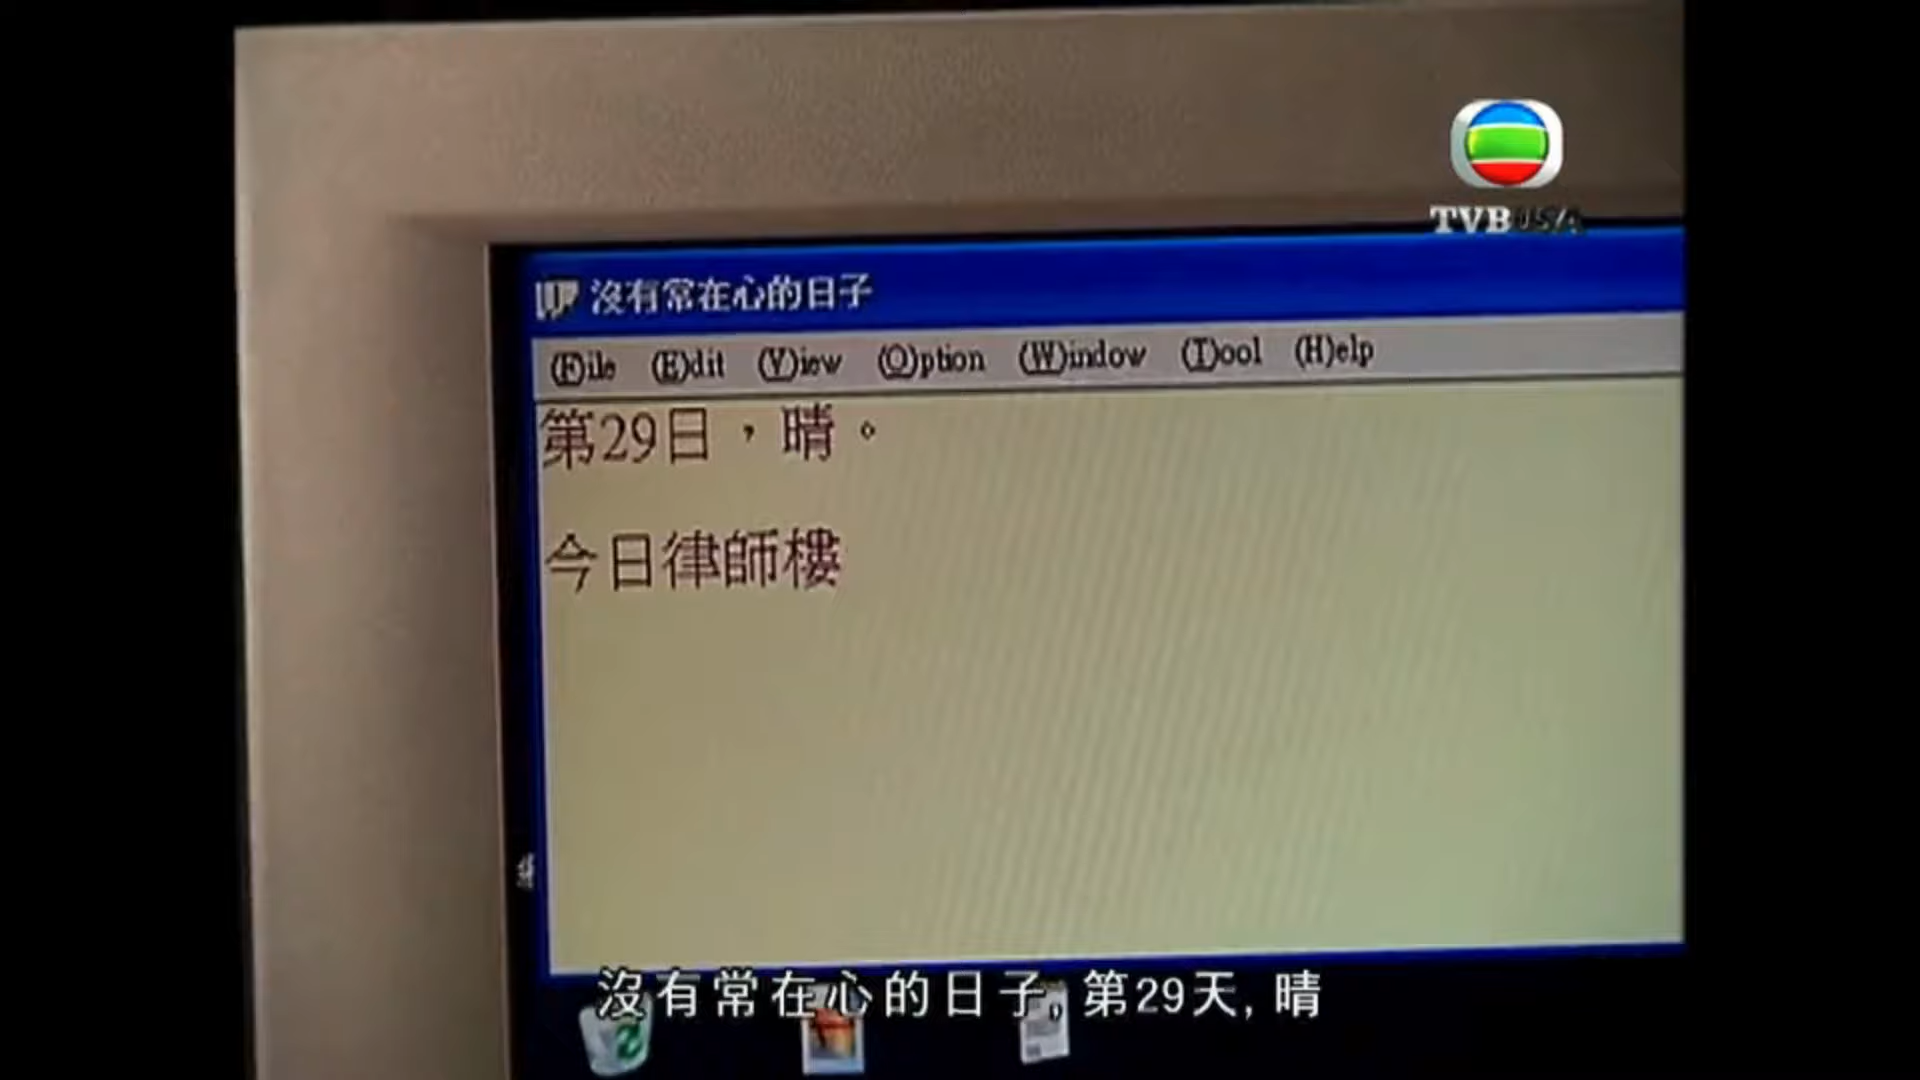 TVBUSA
沒有常在心的日子
(F)ile (E)dit (V)iew (O)ption (W)indow (T)ool (H)elp
第29日，晴。
今日律師樓
沒有常在心的日子, 第29天, 晴